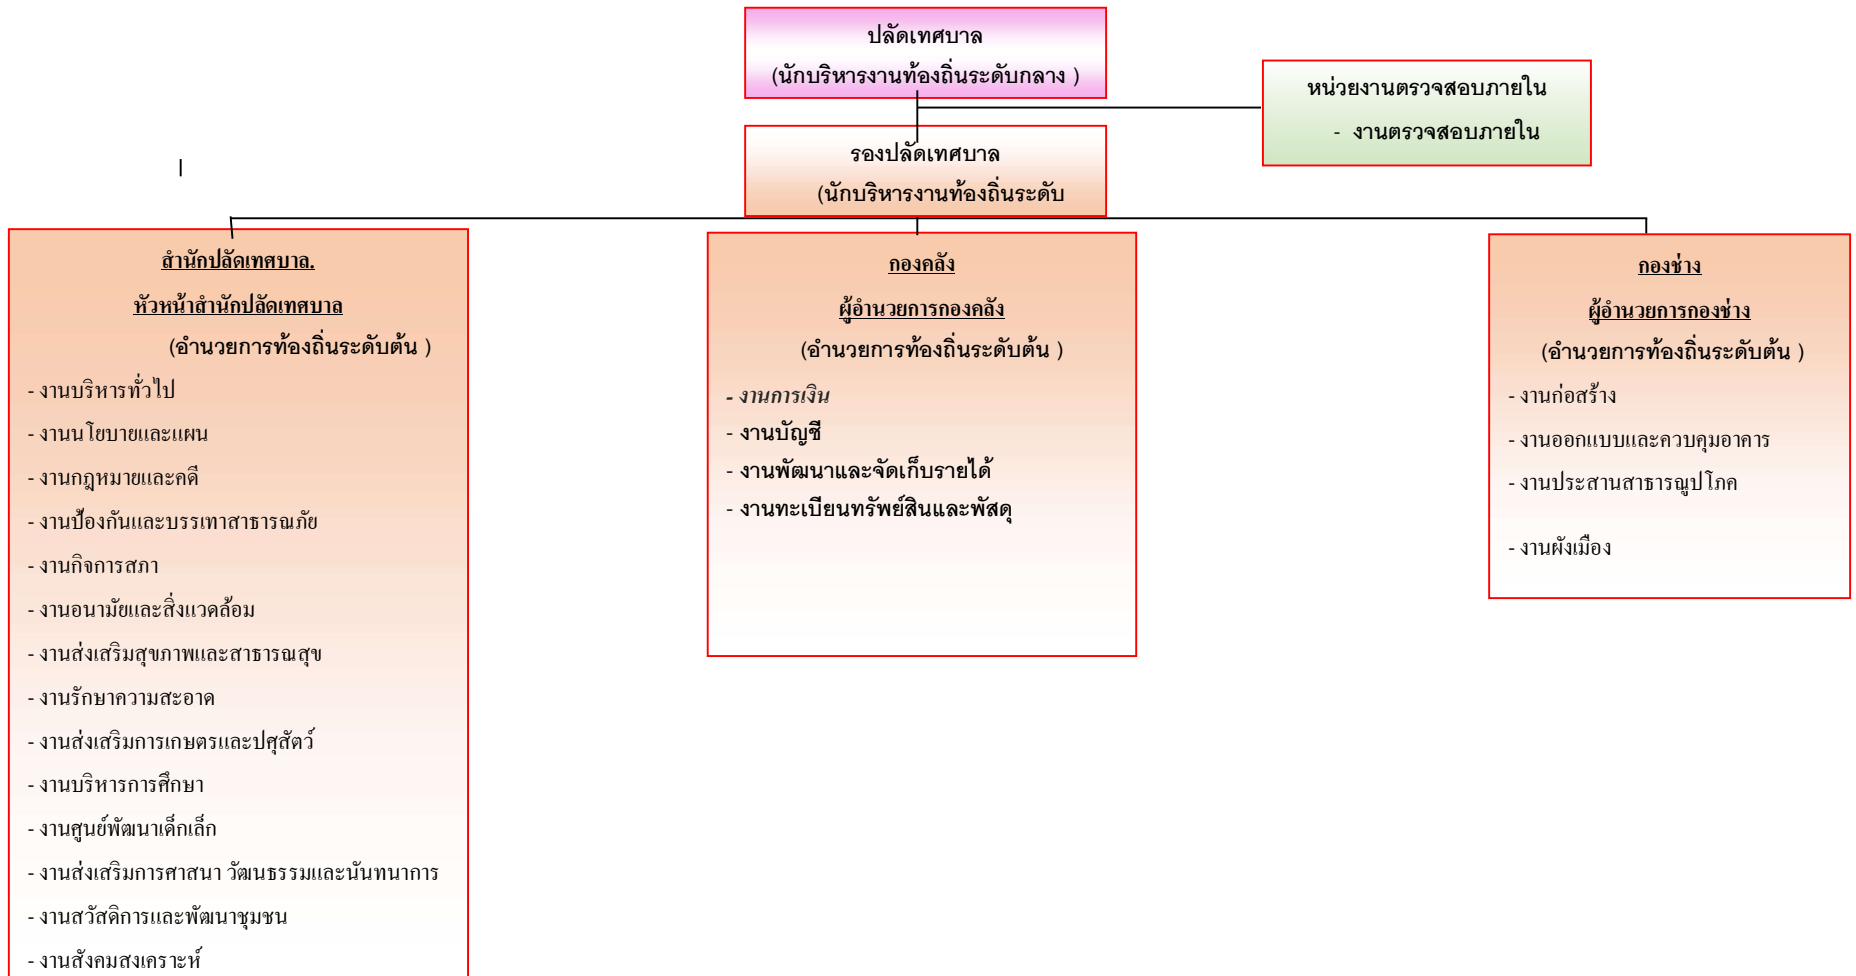 ปลัดเทศบาล
(นักบริหารงานท้องถิ่นระดับกลาง )
หน่วยงานตรวจสอบภายใน
- งานตรวจสอบภายใน
รองปลัดเทศบาล
(นักบริหารงานท้องถิ่นระดับ
สำนักปลัดเทศบาล.
หัวหน้าสำนักปลัดเทศบาล
(อำนวยการท้องถิ่นระดับต้น )
- งานบริหารทั่วไป
- งานนโยบายและแผน
- งานกฎหมายและคดี
- งานป้องกันและบรรเทาสาธารณภัย
- งานกิจการสภา
- งานอนามัยและสิ่งแวดล้อม
- งานส่งเสริมสุขภาพและสาธารณสุข
- งานรักษาความสะอาด
- งานส่งเสริมการเกษตรและปศุสัตว์
- งานบริหารการศึกษา
- งานศูนย์พัฒนาเด็กเล็ก
- งานส่งเสริมการศาสนา วัฒนธรรมและนันทนาการ
- งานสวัสดิการและพัฒนาชุมชน
- งานสังคมสงเคราะห์
กองคลัง
ผู้อำนวยการกองคลัง
(อำนวยการท้องถิ่นระดับต้น )
- งานการเงิน
- งานบัญชี
- งานพัฒนาและจัดเก็บรายได้
- งานทะเบียนทรัพย์สินและพัสดุ
กองช่าง
ผู้อำนวยการกองช่าง
(อำนวยการท้องถิ่นระดับต้น )
- งานก่อสร้าง
- งานออกแบบและควบคุมอาคาร
- งานประสานสาธารณูปโภค
- งานผังเมือง